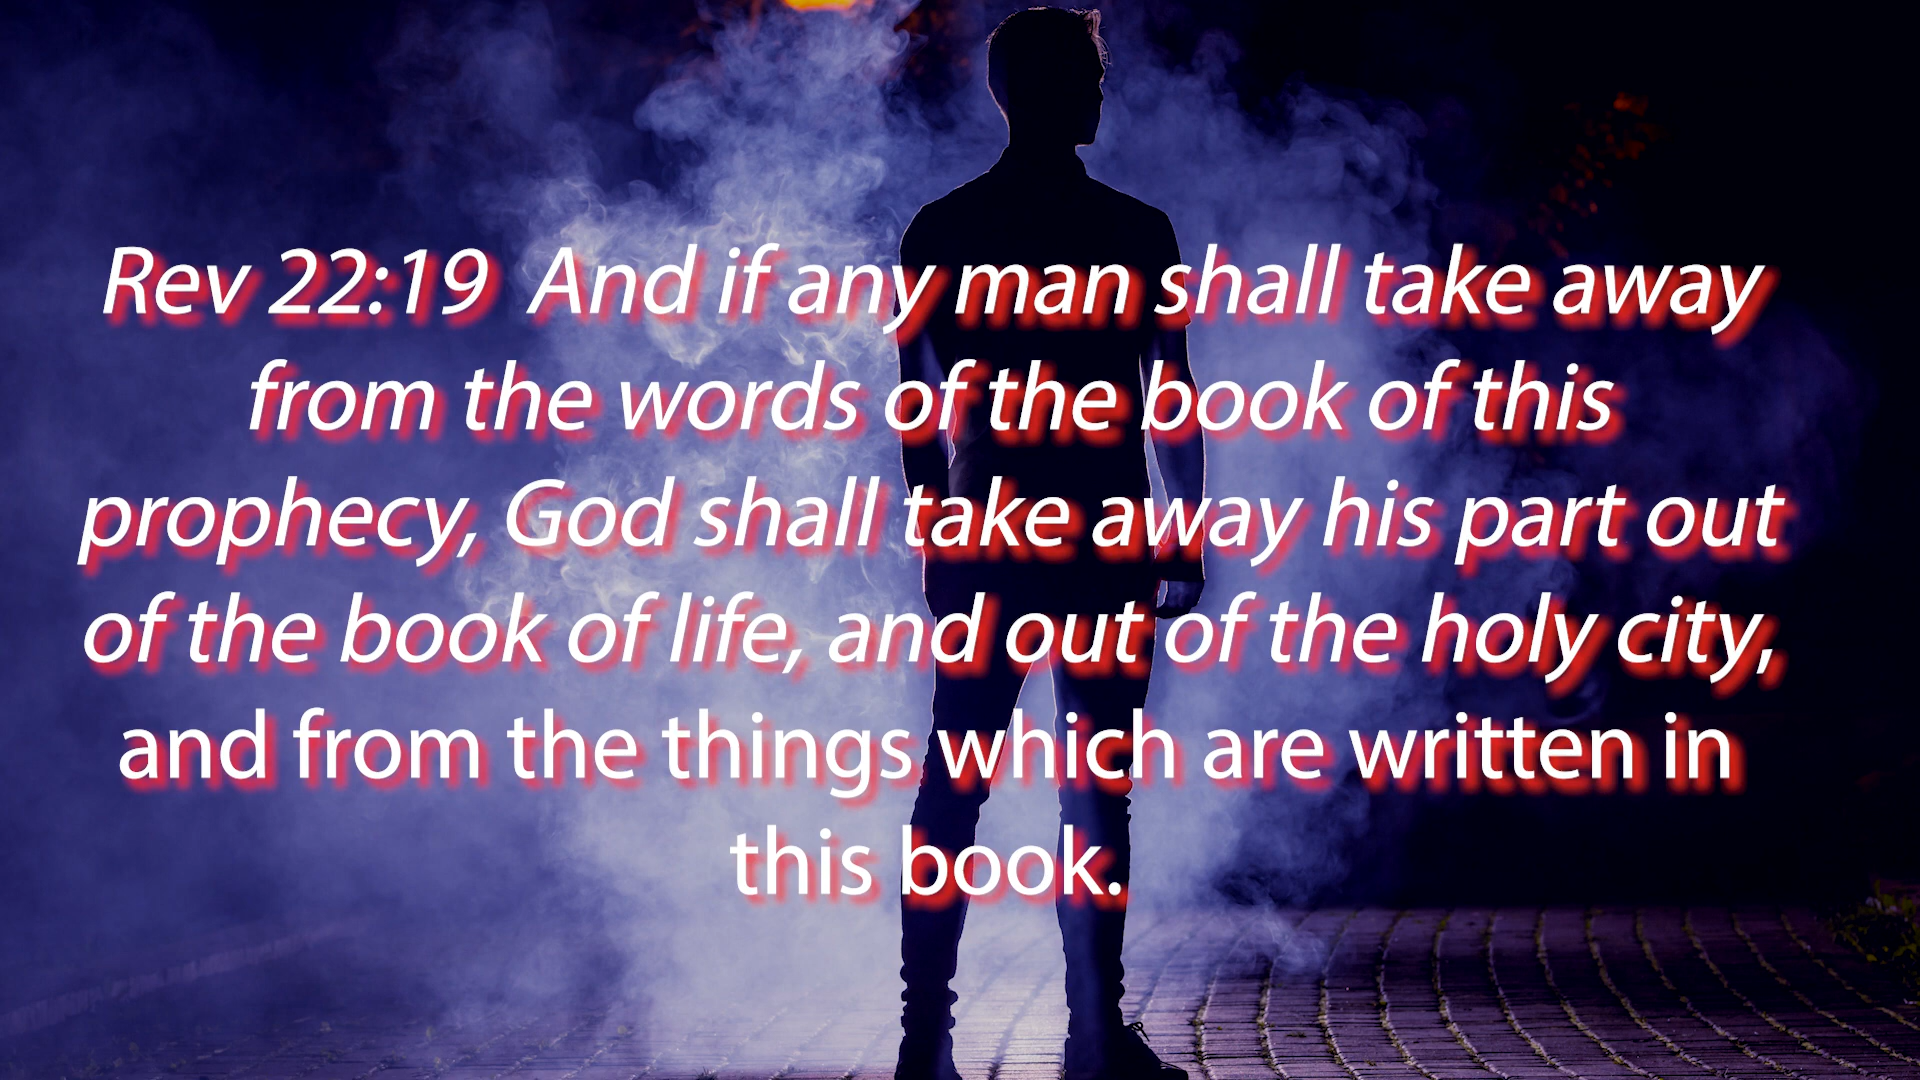 Rev 22:19  And if any man shall take away
from the words of the book of this
prophecy, God shall take away his part out
of the book of life, and out of the holy city,
and from the things which are written in
this book.